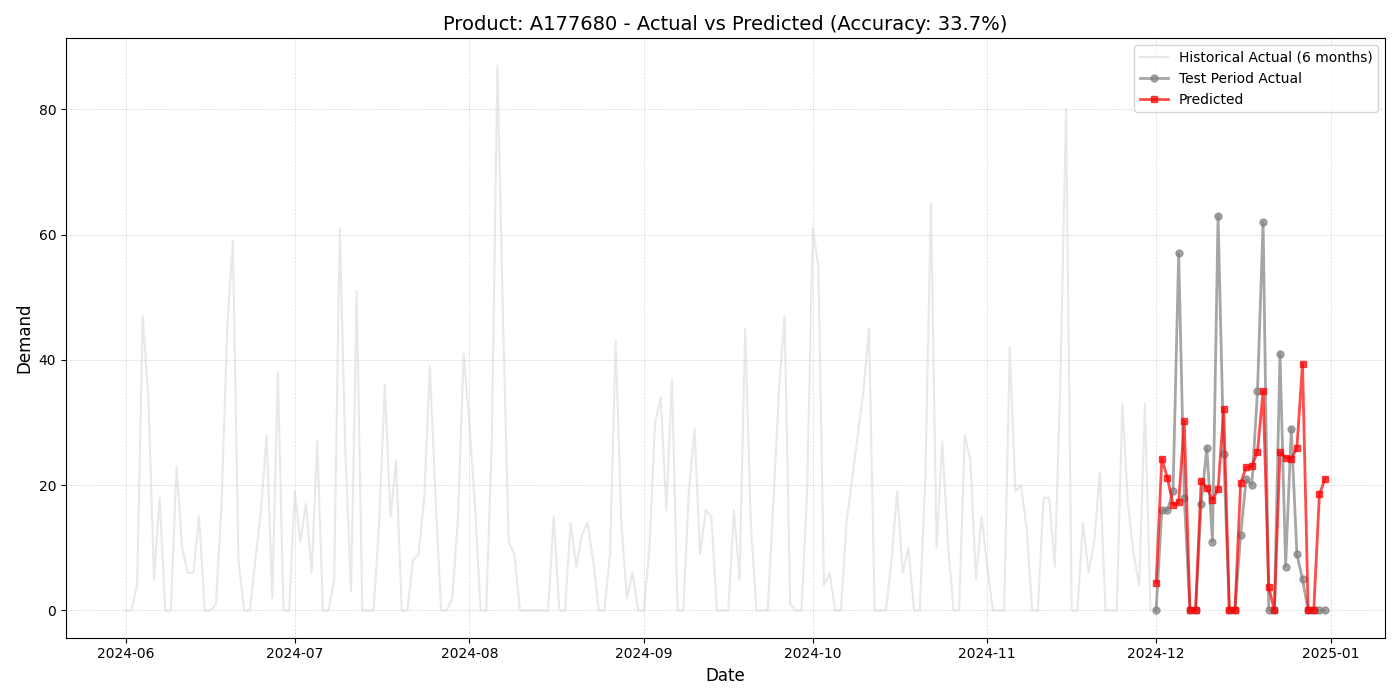 Product: A177680 - Actual vs Predicted (Accuracy: 33.7%)
Historical Actual (6 months)
Test Period Actual
Predicted
Demand
80
60
40
20
0
2024-06
2024-07
2024-08
2024-09
2024-10
2024-11
2024-12
2025-01
Date